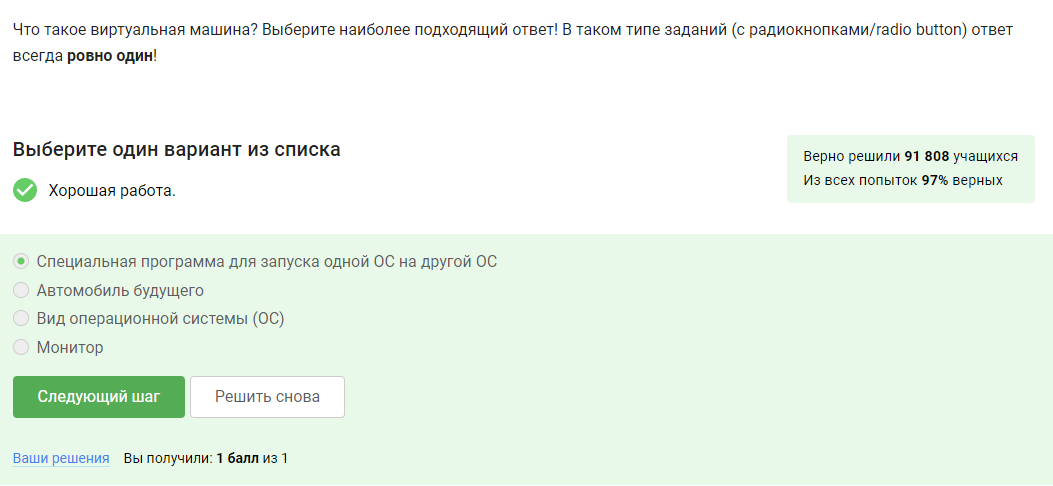 Что такое виртуальная машина? Выберите наиболее подходящий ответ! В таком типе заданий (с радиокнопками/radio button) ответ
всегда ровно один!
Выберите один вариант из списка
Верно решили 91 808 учащихся
Из всех попыток 97% верных
Хорошая работа.
Специальная программа для запуска одной ОС на другой ОС
Автомобиль будущего
Вид операционной системы (ОС)
Монитор
Следующий шаг
Решить снова
Ваши решения
Вы получили: 1 балл из 1